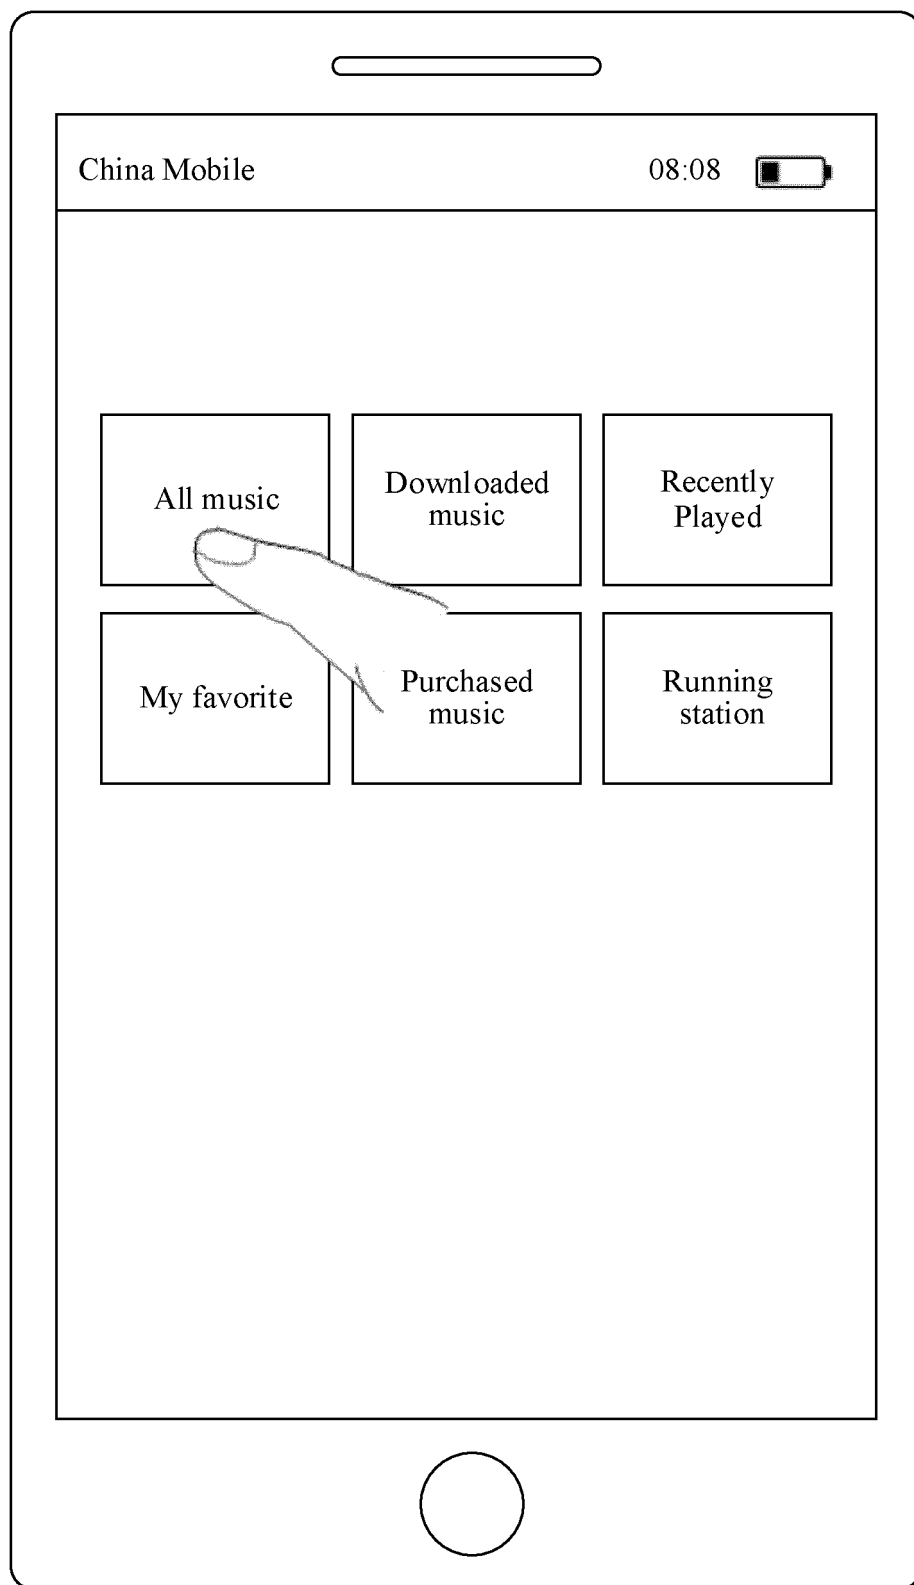 China Mobile 08:08
All music
Downloaded
music
Recently
Played
My favorite
Purchased
music
Running
station